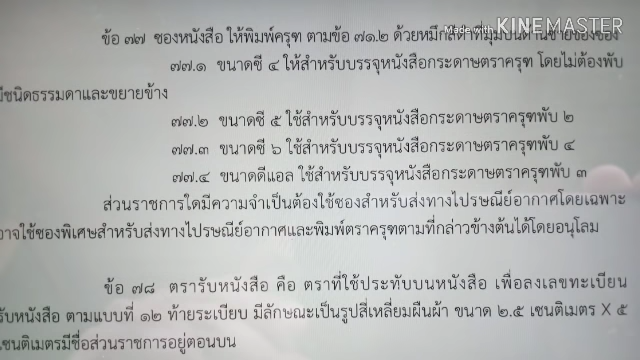 Made with KINEMASTER
ข้อ ๗๗ ซองหนังสือ ให้พิมพ์ครุฑ ตามข้อ ๗๑.๒ ด้วยหมึกสีดำที่มุมบนด้านซ้ายของซอง
๗๗.๑ ขนาดซี ๔ ให้สำหรับบรรจุหนังสือกระดาษตราครุฑ โดยไม่ต้องพับ
มีชนิดธรรมดาและขยายข้าง
๗๗.๒ ขนาดซี ๕ ใช้สำหรับบรรจุหนังสือกระดาษตราครุฑพับ ๒
๗๗.๓ ขนาดซี ๖ ใช้สำหรับบรรจุหนังสือกระดาษตราครุฑพับ ๔
๗๗.๔ ขนาดดีแอล ใช้สำหรับบรรจุหนังสือกระดาษตราครุฑพับ ๓
ส่วนราชการใดมีความจำเป็นต้องใช้ซองสำหรับส่งทางไปรษณีย์อากาศโดยเฉพาะ
อาจใช้ซองพิเศษสำหรับส่งทางไปรษณีย์อากาศและพิมพ์ตราครุฑตามที่กล่าวข้างต้นได้โดยอนุโลม
ข้อ ๗๘ ตรารับหนังสือ คือ ตราที่ใช้ประทับบนหนังสือ เพื่อลงเลขทะเบียน
รับหนังสือ ตามแบบที่ ๑๒ ท้ายระเบียบ มีลักษณะเป็นรูปสี่เหลี่ยมผืนผ้า ขนาด ๒.๕ เซนติเมตร X ๕
เซนติเมตรมีชื่อส่วนราชการอยู่ตอนบน